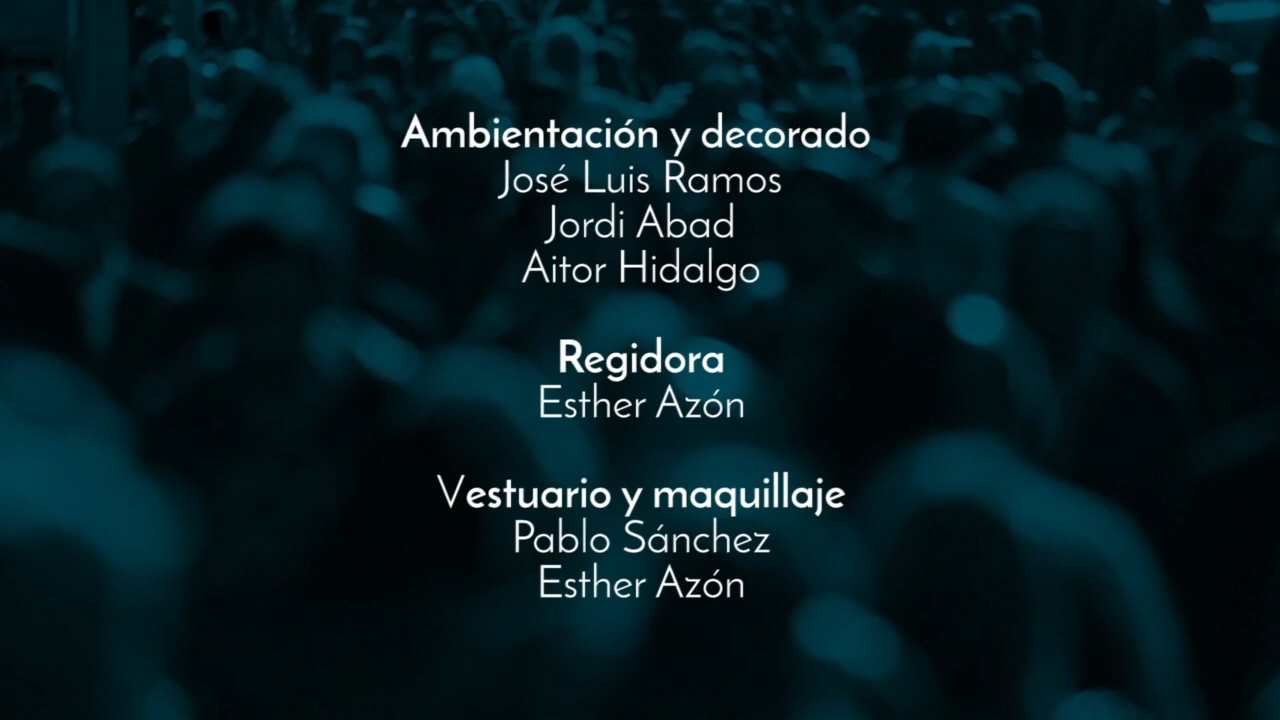 Ambientación y decorado
José Luis Ramos
Jordi Abad
Aitor Hidalgo
Regidora
Esther Azón
Vestuario y maquillaje
Pablo Sánchez
Esther Azón